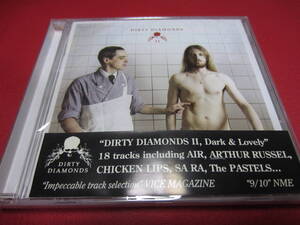 DIRTY DIAMONDS
II
DIRTY
DIAMONDS
"DIRTY DIAMONDS II, Dark & Lovely"
18 tracks including AIR, ARTHUR RUSSEL,
CHICKEN LIPS, SA RA, The PASTELS...
"Impeccable track selection" VICE MAGAZINE "9/10" NME